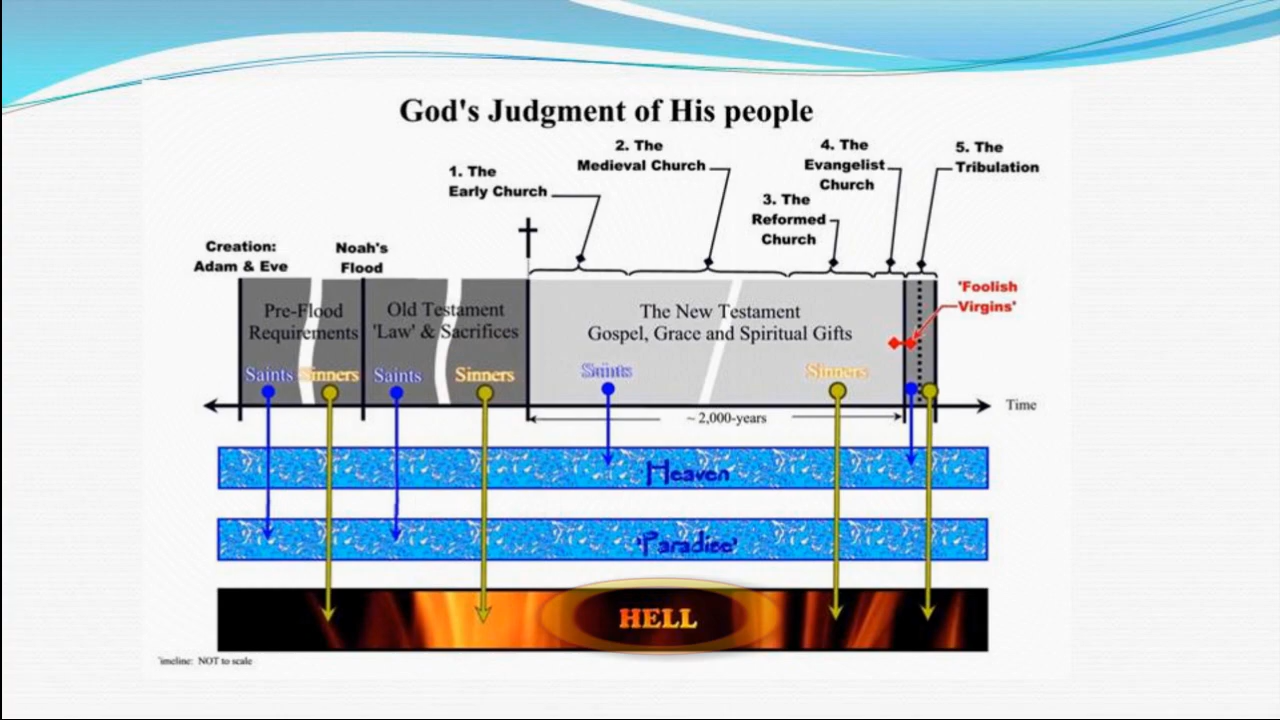 God's Judgment of His people
2. The
Medieval Church
4. The
Evangelist
Church
5. The
Tribulation
1. The
Early Church
3. The
Reformed
Church
Creation:
Adam & Eve
Noah's
Flood
'Foolish
Virgins'
Pre-Flood
Requirements
Old Testament
'Law' & Sacrifices
The New Testament
Gospel, Grace and Spiritual Gifts
Saints
Sinners
Saints
Sinners
Saints
Sinners
Time
~ 2,000-years
Heaven
'Paradise'
HELL
'imeline: NOT to scale